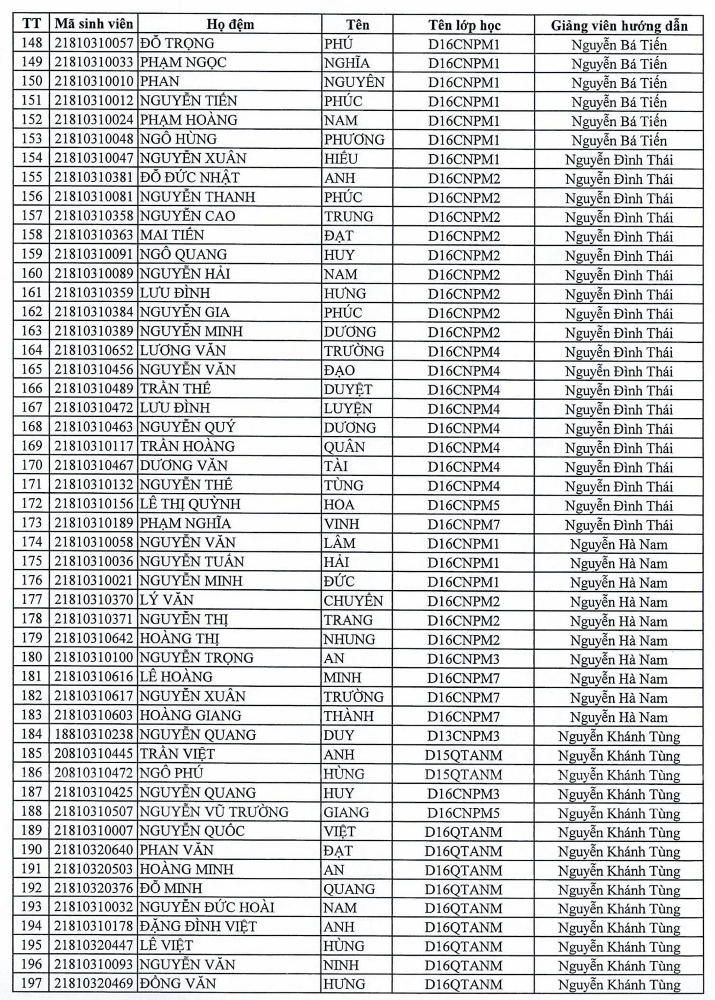 TT Mã sinh viên Họ đệm Tên Tên lớp học Giảng viên hướng dẫn
148 21810310057 ĐỖ TRỌNG PHÚ D16CNPM1 Nguyễn Bá Tiến
149 21810310033 PHẠM NGỌC NGHĨA D16CNPM1 Nguyễn Bá Tiến
150 21810310010 PHAN NGUYÊN D16CNPM1 Nguyễn Bá Tiến
151 21810310012 NGUYỄN TIẾN PHÚC D16CNPM1 Nguyễn Bá Tiến
152 21810310024 PHẠM HOÀNG NAM D16CNPM1 Nguyễn Bá Tiến
153 21810310048 NGÔ HÙNG PHƯƠNG D16CNPM1 Nguyễn Bá Tiến
154 21810310047 NGUYỄN XUÂN HIẾU D16CNPM1 Nguyễn Đình Thái
155 21810310381 ĐỖ ĐỨC NHẬT ANH D16CNPM2 Nguyễn Đình Thái
156 21810310081 NGUYỄN THANH PHÚC D16CNPM2 Nguyễn Đình Thái
157 21810310358 NGUYỄN CAO TRUNG D16CNPM2 Nguyễn Đình Thái
158 21810310363 MAI TIẾN ĐẠT D16CNPM2 Nguyễn Đình Thái
159 21810310091 NGÔ QUANG HUY D16CNPM2 Nguyễn Đình Thái
160 21810310089 NGUYỄN HẢI NAM D16CNPM2 Nguyễn Đình Thái
161 21810310359 LƯU ĐÌNH HƯNG D16CNPM2 Nguyễn Đình Thái
162 21810310384 NGUYỄN GIA PHÚC D16CNPM2 Nguyễn Đình Thái
163 21810310389 NGUYỄN MINH DƯƠNG D16CNPM2 Nguyễn Đình Thái
164 21810310652 LƯƠNG VĂN TRƯỜNG D16CNPM4 Nguyễn Đình Thái
165 21810310456 NGUYỄN VĂN ĐẠO D16CNPM4 Nguyễn Đình Thái
166 21810310489 TRẦN THẾ DUYỆT D16CNPM4 Nguyễn Đình Thái
167 21810310472 LƯU ĐÌNH LUYỆN D16CNPM4 Nguyễn Đình Thái
168 21810310463 NGUYỄN QUÝ DƯƠNG D16CNPM4 Nguyễn Đình Thái
169 21810310117 TRẦN HOÀNG QUÂN D16CNPM4 Nguyễn Đình Thái
170 21810310467 DƯƠNG VĂN TÀI D16CNPM4 Nguyễn Đình Thái
171 21810310132 NGUYỄN THẾ TÙNG D16CNPM4 Nguyễn Đình Thái
172 21810310156 LÊ THỊ QUỲNH HOA D16CNPM5 Nguyễn Đình Thái
173 21810310189 PHẠM NGHĨA VINH D16CNPM7 Nguyễn Đình Thái
174 21810310058 NGUYỄN VĂN LÂM D16CNPM1 Nguyễn Hà Nam
175 21810310036 NGUYỄN TUẤN HẢI D16CNPM1 Nguyễn Hà Nam
176 21810310021 NGUYỄN MINH ĐỨC D16CNPM1 Nguyễn Hà Nam
177 21810310370 LÝ VĂN CHUYỂN D16CNPM2 Nguyễn Hà Nam
178 21810310371 NGUYỄN THỊ TRANG D16CNPM2 Nguyễn Hà Nam
179 21810310642 HOÀNG THỊ NHUNG D16CNPM2 Nguyễn Hà Nam
180 21810310100 NGUYỄN TRỌNG AN D16CNPM3 Nguyễn Hà Nam
181 21810310616 LÊ HOÀNG MINH D16CNPM7 Nguyễn Hà Nam
182 21810310617 NGUYỄN XUÂN TRƯỜNG D16CNPM7 Nguyễn Hà Nam
183 21810310603 HOÀNG GIANG THÀNH D16CNPM7 Nguyễn Hà Nam
184 18810310238 NGUYỄN QUANG DUY D13CNPM3 Nguyễn Khánh Tùng
185 20810310445 TRẦN VIỆT ANH D15QTANM Nguyễn Khánh Tùng
186 20810310472 NGÔ PHÚ HÙNG D15QTANM Nguyễn Khánh Tùng
187 21810310425 NGUYỄN QUANG HUY D16CNPM3 Nguyễn Khánh Tùng
188 21810310507 NGUYỄN VŨ TRƯỜNG GIANG D16CNPM5 Nguyễn Khánh Tùng
189 21810310007 NGUYỄN QUỐC VIỆT D16QTANM Nguyễn Khánh Tùng
190 21810320640 PHAN VĂN ĐẠT D16QTANM Nguyễn Khánh Tùng
191 21810320503 HOÀNG MINH AN D16QTANM Nguyễn Khánh Tùng
192 21810320376 ĐỖ MINH QUANG D16QTANM Nguyễn Khánh Tùng
193 21810310032 NGUYỄN ĐỨC HOÀI NAM D16QTANM Nguyễn Khánh Tùng
194 21810310178 ĐẶNG ĐÌNH VIỆT ANH D16QTANM Nguyễn Khánh Tùng
195 21810320447 LÊ VIỆT HÙNG D16QTANM Nguyễn Khánh Tùng
196 21810310093 NGUYỄN VĂN NINH D16QTANM Nguyễn Khánh Tùng
197 21810320469 ĐỒNG VĂN HƯNG D16QTANM Nguyễn Khánh Tùng